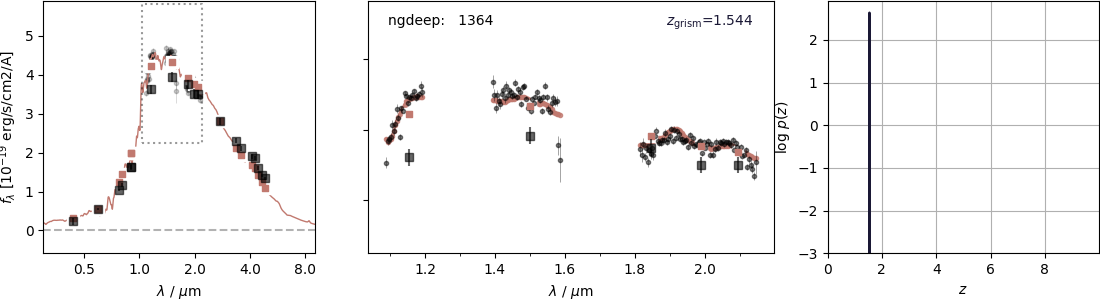 ngdeep: 1364
z_grism=1.544
f_λ [10^−19 erg/s/cm2/A]
5
4
3
2
1
0
0.5 1.0 2.0 4.0 8.0
λ / μm
1.2 1.4 1.6 1.8 2.0
λ / μm
log p(z)
2
1
0
−1
−2
−3
0 2 4 6 8
z